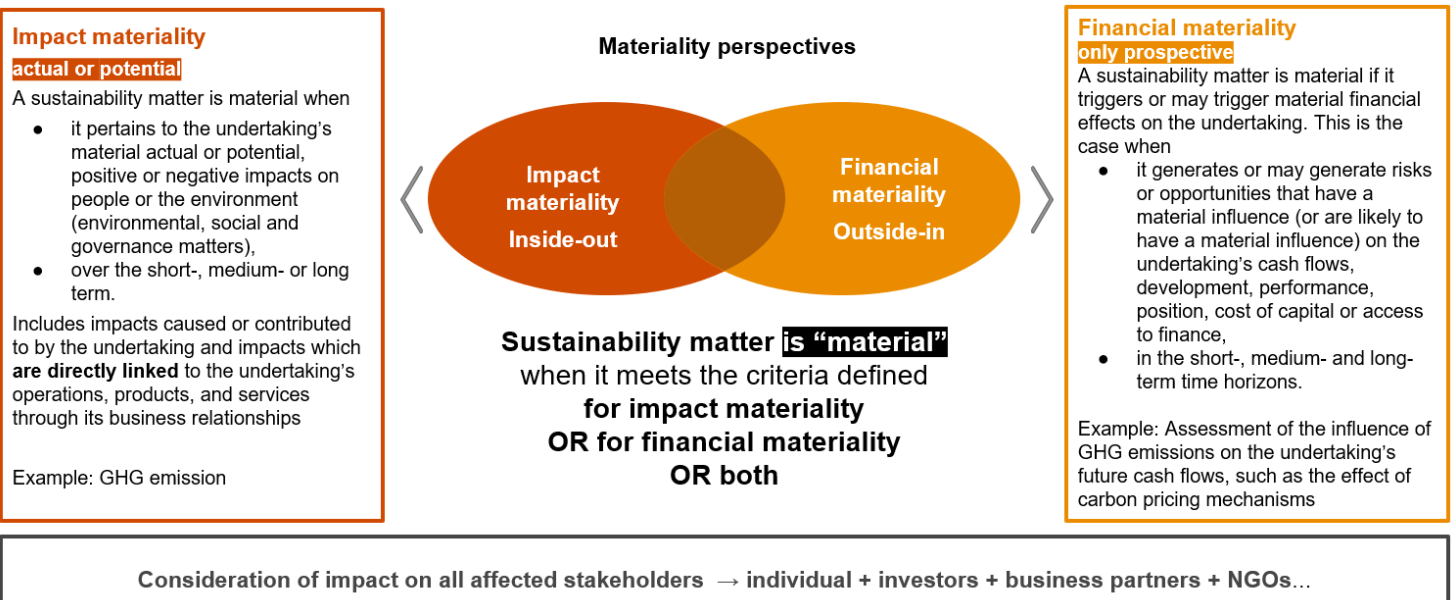 Impact materiality
actual or potential
A sustainability matter is material when
● it pertains to the undertaking’s
material actual or potential,
positive or negative impacts on
people or the environment
(environmental, social and
governance matters),
● over the short-, medium- or long
term.
Includes impacts caused or contributed
to by the undertaking and impacts which
are directly linked to the undertaking’s
operations, products, and services
through its business relationships
Example: GHG emission
Materiality perspectives
Impact
materiality
Inside-out
Financial
materiality
Outside-in
Sustainability matter is “material”
when it meets the criteria defined
for impact materiality
OR for financial materiality
OR both
Financial materiality
only prospective
A sustainability matter is material if it
triggers or may trigger material financial
effects on the undertaking. This is the
case when
● it generates or may generate risks
or opportunities that have a
material influence (or are likely to
have a material influence) on the
undertaking’s cash flows,
development, performance,
position, cost of capital or access
to finance,
● in the short-, medium- and long-
term time horizons.
Example: Assessment of the influence of
GHG emissions on the undertaking’s
future cash flows, such as the effect of
carbon pricing mechanisms
Consideration of impact on all affected stakeholders → individual + investors + business partners + NGOs...